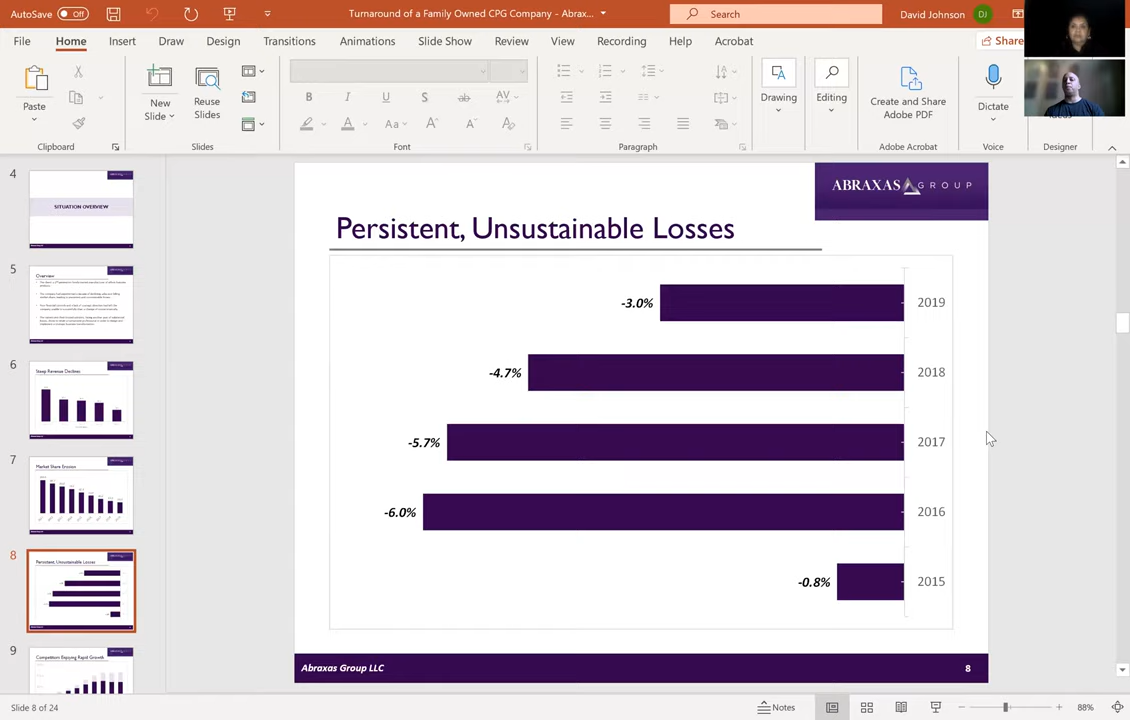 AutoSave Off
Turnaround of a Family Owned CPG Company - Abrax...
Search
David Johnson DJ
File Home Insert Draw Design Transitions Animations Slide Show Review View Recording Help Acrobat
Share
Paste
New Slide
Reuse Slides
B I U S ab AV
Aa A A A
Drawing
Editing
Create and Share Adobe PDF
Dictate
Clipboard
Slides
Font
Paragraph
Adobe Acrobat
Voice
Designer
4
SITUATION OVERVIEW
5
Overview
6
Steep Revenue Declines
7
Market Share Erosion
8
Persistent, Unsustainable Losses
9
Competitors Enjoying Rapid Growth
ABRAXAS GROUP
Persistent, Unsustainable Losses
-3.0% 2019
-4.7% 2018
-5.7% 2017
-6.0% 2016
-0.8% 2015
Abraxas Group LLC 8
Slide 8 of 24
Notes
88%